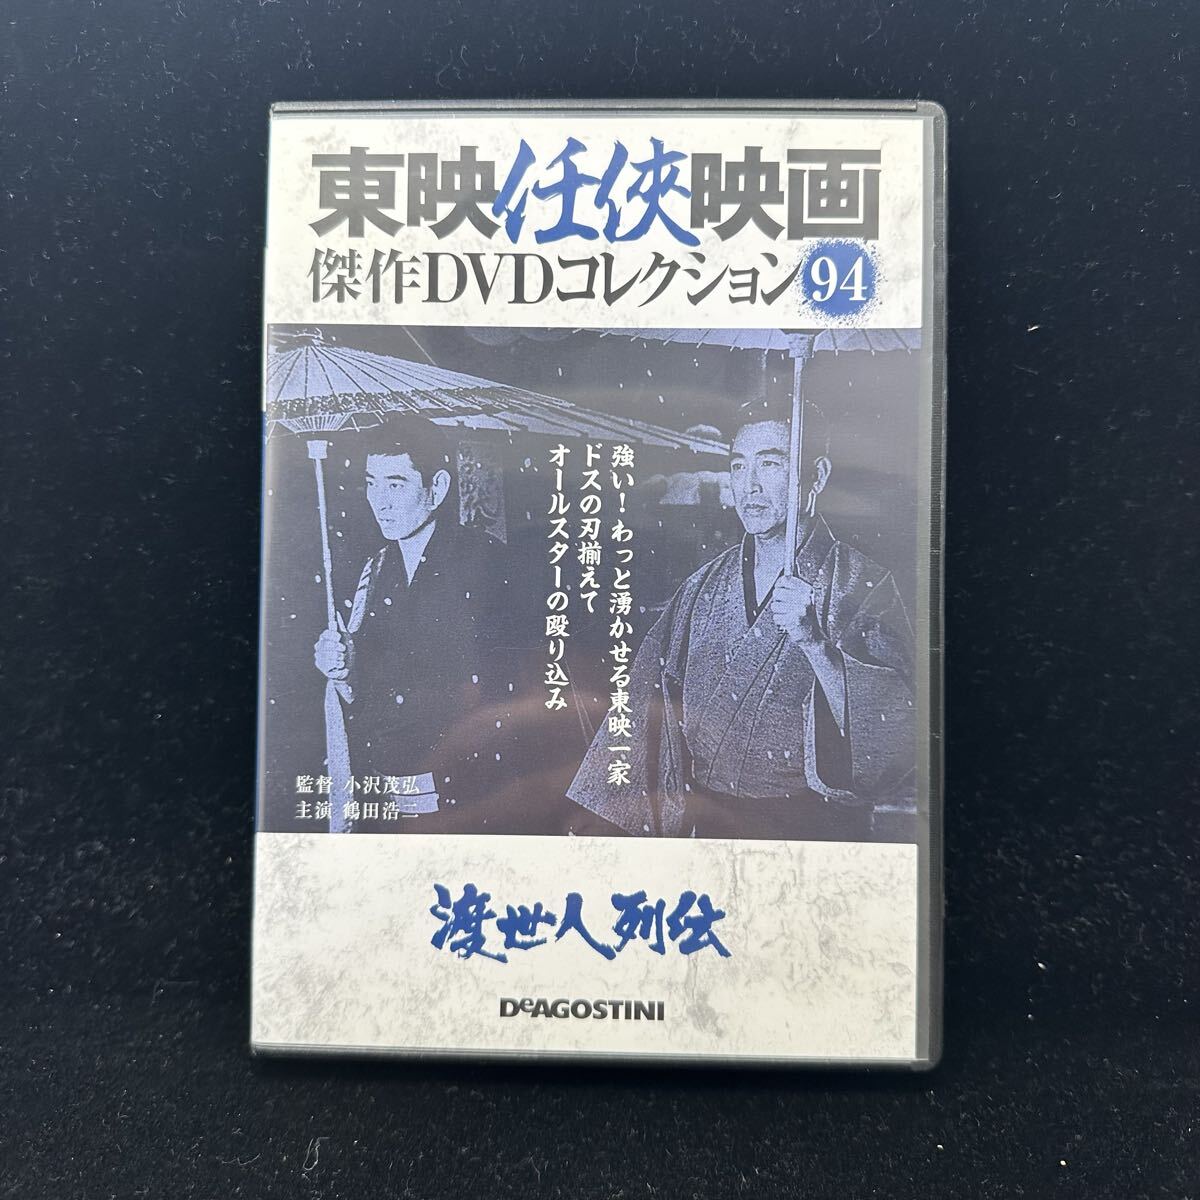 東映任俠映画
傑作DVDコレクション94
強い！わっと湧かせる東映一家
ドスの刃揃えて
オールスターの殴り込み
監督 小沢茂弘
主演 鶴田浩二
渡世人列伝
DeAGOSTINI